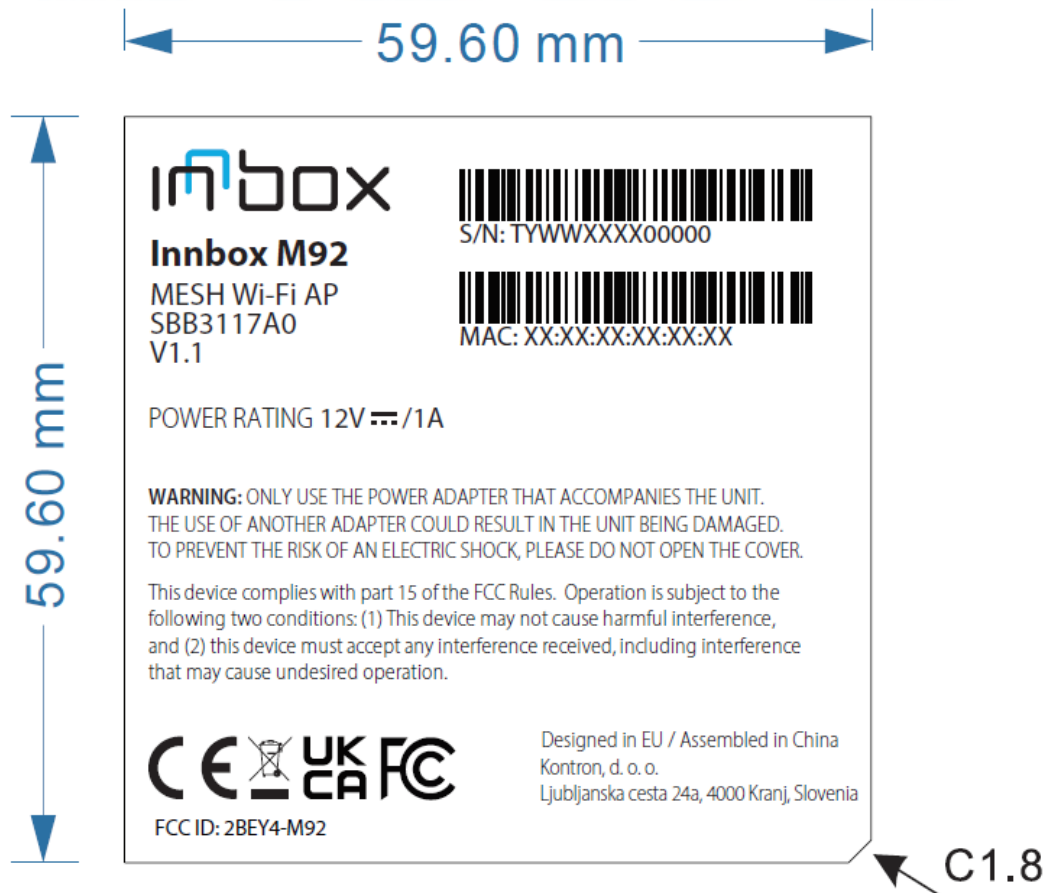 59.60 mm
59.60 mm
innbox
Innbox M92
MESH Wi-Fi AP
SBB3117A0
V1.1
S/N: TYWWXXXX00000
MAC: XX:XX:XX:XX:XX:XX
POWER RATING 12V ⎓/1A
WARNING: ONLY USE THE POWER ADAPTER THAT ACCOMPANIES THE UNIT.
THE USE OF ANOTHER ADAPTER COULD RESULT IN THE UNIT BEING DAMAGED.
TO PREVENT THE RISK OF AN ELECTRIC SHOCK, PLEASE DO NOT OPEN THE COVER.
This device complies with part 15 of the FCC Rules. Operation is subject to the
following two conditions: (1) This device may not cause harmful interference,
and (2) this device must accept any interference received, including interference
that may cause undesired operation.
CE UK CA FC
FCC ID: 2BEY4-M92
Designed in EU / Assembled in China
Kontron, d. o. o.
Ljubljanska cesta 24a, 4000 Kranj, Slovenia
C1.8